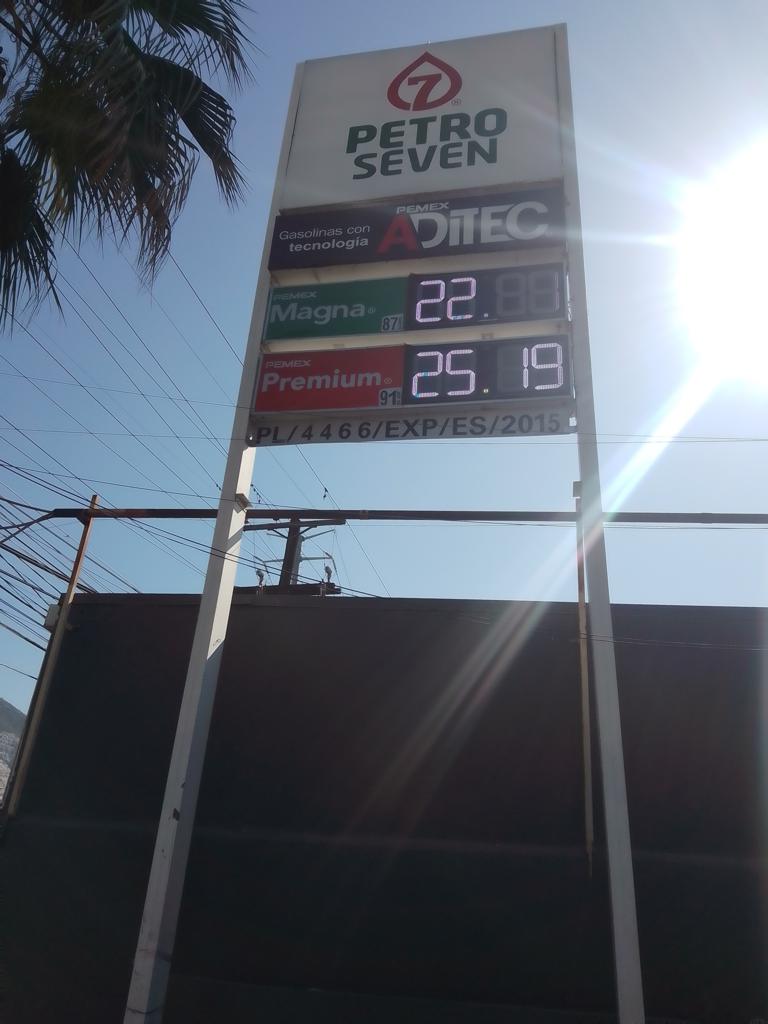 7®
PETRO
SEVEN
Gasolinas con
tecnología
PEMEX
ADITEC
PEMEX
Magna®
87
22.
PEMEX
Premium®
91
25.19
PL/4466/EXP/ES/2015